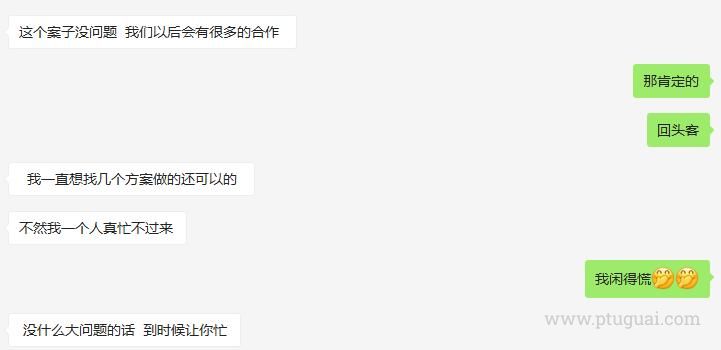 这个案子没问题 我们以后会有很多的合作
那肯定的
回头客
我一直想找几个方案做的还可以的
不然我一个人真忙不过来
我闲得慌🤭🤭
没什么大问题的话 到时候让你忙
www.ptuguai.com